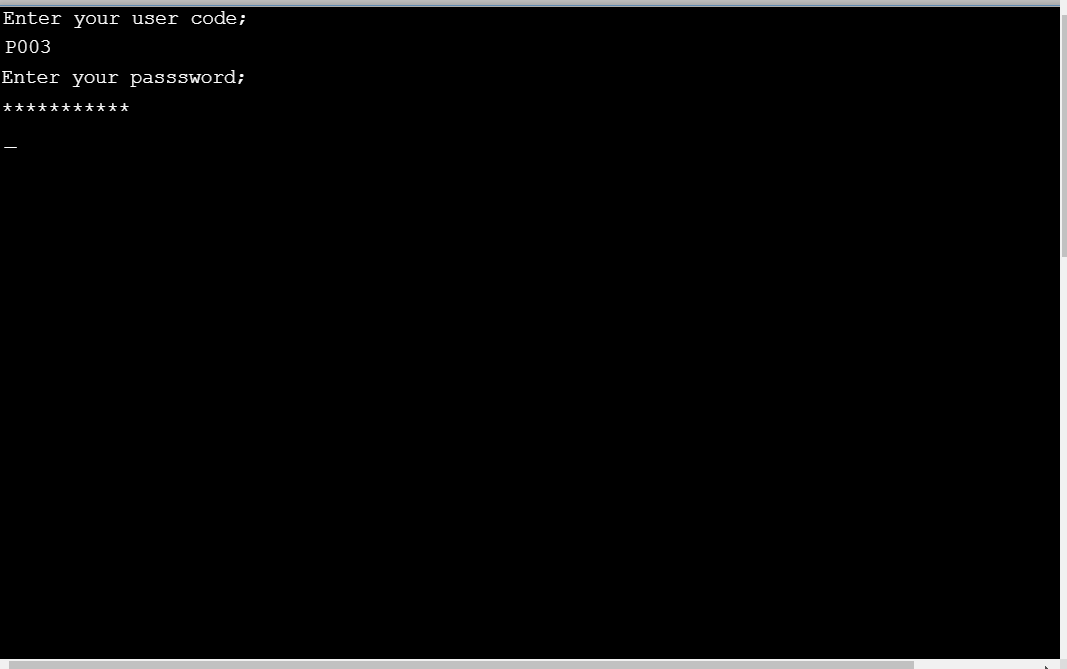 Enter your user code;
P003
Enter your passsword;
***********
_